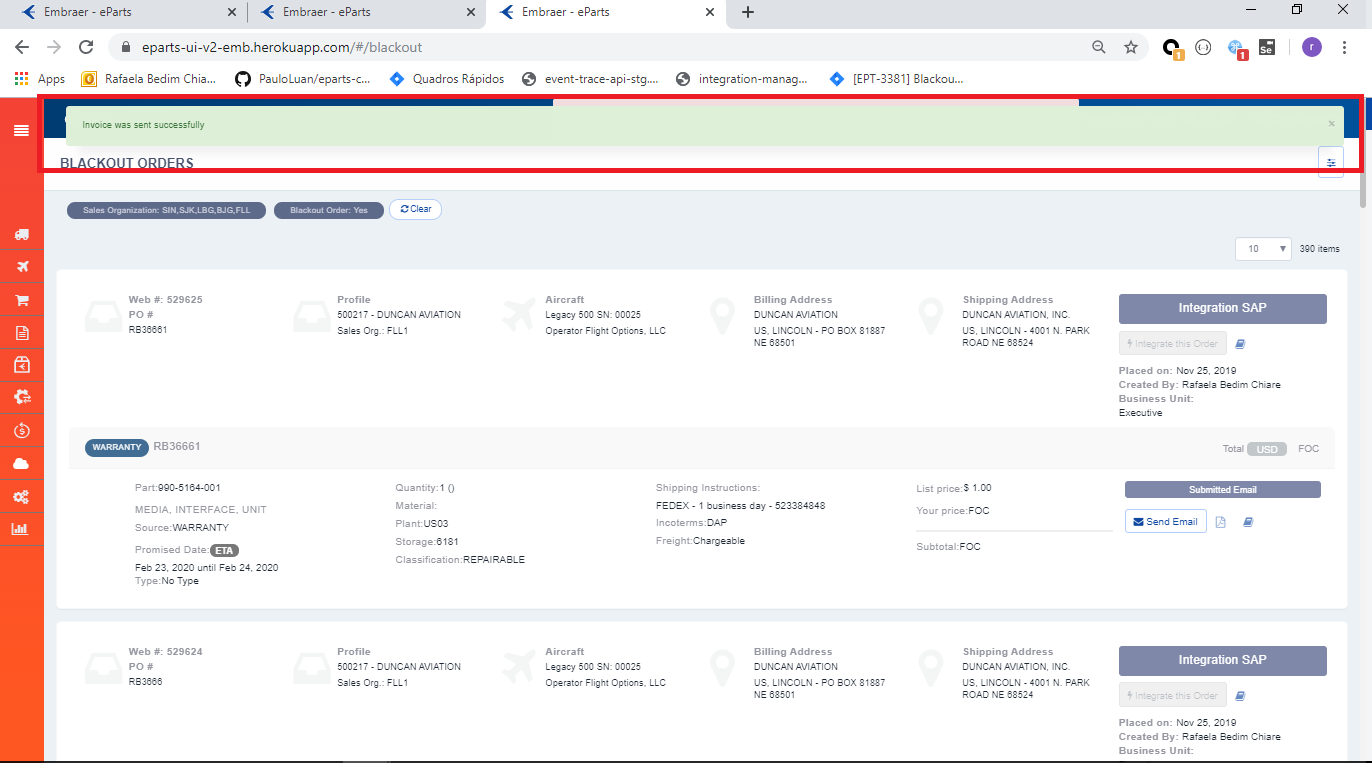 Embraer - eParts
Embraer - eParts
Embraer - eParts
eparts-ui-v2-emb.herokuapp.com/#/blackout
1
1
Se
r
Apps
Rafaela Bedim Chia...
PauloLuan/eparts-c...
Quadros Rápidos
event-trace-api-stg....
integration-manag...
[EPT-3381] Blackou...
Invoice was sent successfully
×
BLACKOUT ORDERS
Sales Organization: SIN,SJK,LBG,BJG,FLL
Blackout Order: Yes
Clear
10
390 items
Web #: 529625
PO #
RB36661
Profile
500217 - DUNCAN AVIATION
Sales Org.: FLL1
Aircraft
Legacy 500 SN: 00025
Operator Flight Options, LLC
Billing Address
DUNCAN AVIATION
US, LINCOLN - PO BOX 81887
NE 68501
Shipping Address
DUNCAN AVIATION, INC.
US, LINCOLN - 4001 N. PARK
ROAD NE 68524
Integration SAP
Integrate this Order
Placed on: Nov 25, 2019
Created By: Rafaela Bedim Chiare
Business Unit:
Executive
WARRANTY RB36661
Total USD FOC
Part:990-5164-001
MEDIA, INTERFACE, UNIT
Source:WARRANTY
Promised Date: ETA
Feb 23, 2020 until Feb 24, 2020
Type:No Type
Quantity:1 ()
Material:
Plant:US03
Storage:6181
Classification:REPAIRABLE
Shipping Instructions:
FEDEX - 1 business day - 523384848
Incoterms:DAP
Freight:Chargeable
List price:$ 1.00
Your price:FOC
Subtotal:FOC
Submitted Email
Send Email
Web #: 529624
PO #
RB3666
Profile
500217 - DUNCAN AVIATION
Sales Org.: FLL1
Aircraft
Legacy 500 SN: 00025
Operator Flight Options, LLC
Billing Address
DUNCAN AVIATION
US, LINCOLN - PO BOX 81887
NE 68501
Shipping Address
DUNCAN AVIATION, INC.
US, LINCOLN - 4001 N. PARK
ROAD NE 68524
Integration SAP
Integrate this Order
Placed on: Nov 25, 2019
Created By: Rafaela Bedim Chiare
Business Unit: